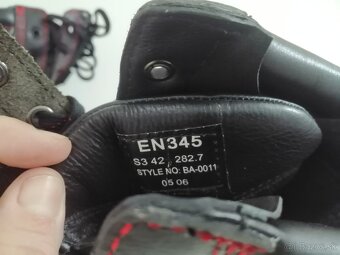 EN345
S3 42 282.7
STYLE NO: BA-0011
05 06